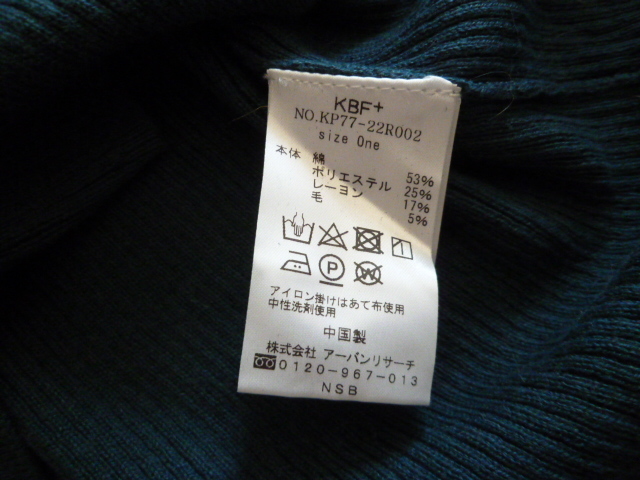 KBF+
NO.KP77-22R002
size One
本体 綿 53%
ポリエステル 25%
レーヨン 17%
毛 5%
P
W
アイロン掛けはあて布使用
中性洗剤使用
中国製
株式会社 アーバンリサーチ
0120-967-013
NSB